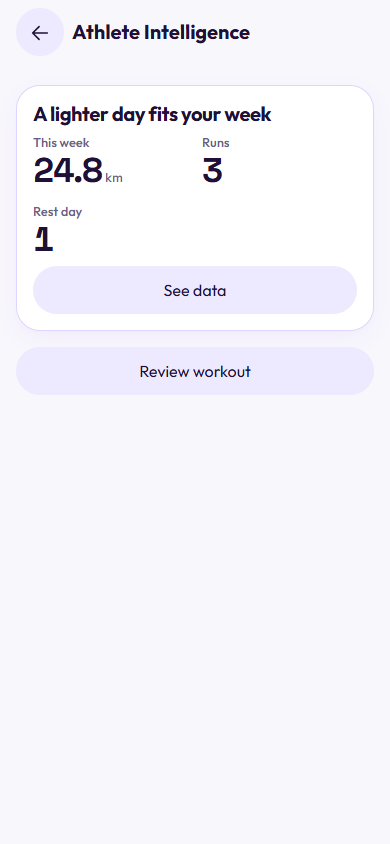 Athlete Intelligence
A lighter day fits your week
This week
24.8 km
Runs
3
Rest day
1
See data
Review workout